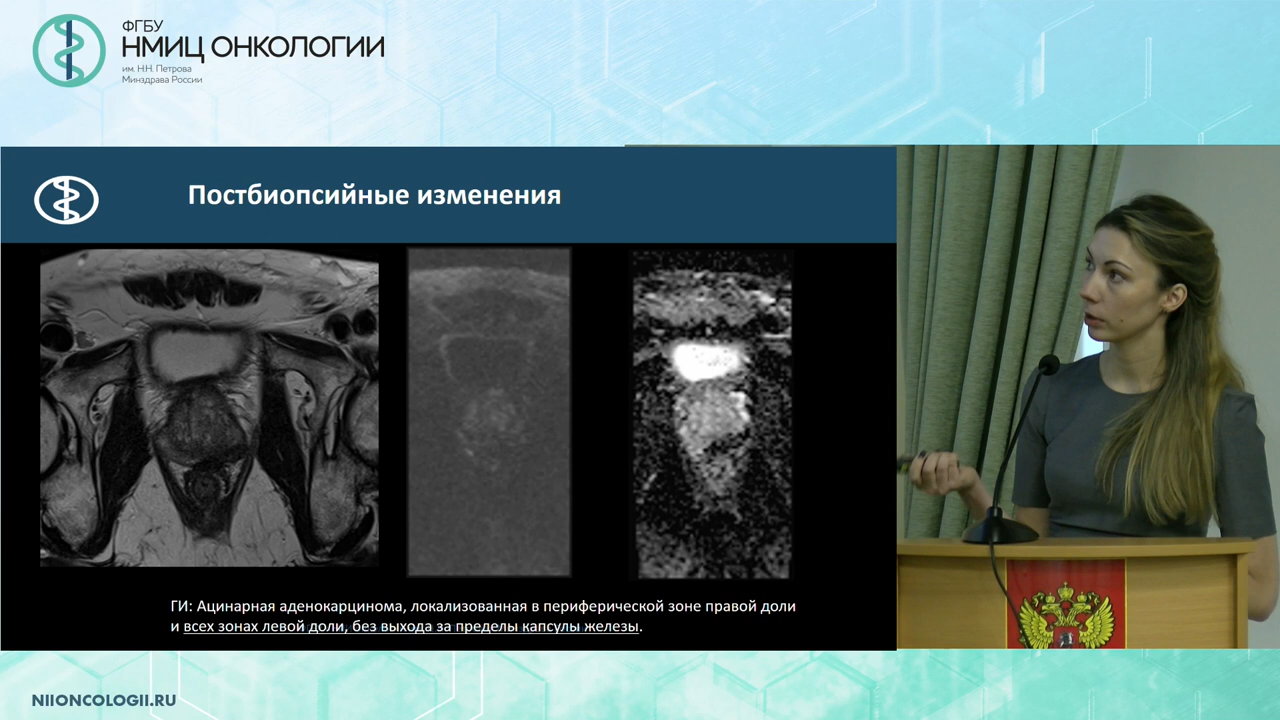 ФГБУ
НМИЦ ОНКОЛОГИИ
им. Н.Н. Петрова
Минздрава России
Постбиопсийные изменения
ГИ: Ацинарная аденокарцинома, локализованная в периферической зоне правой доли
и всех зонах левой доли, без выхода за пределы капсулы железы.
NIIONCOLOGII.RU